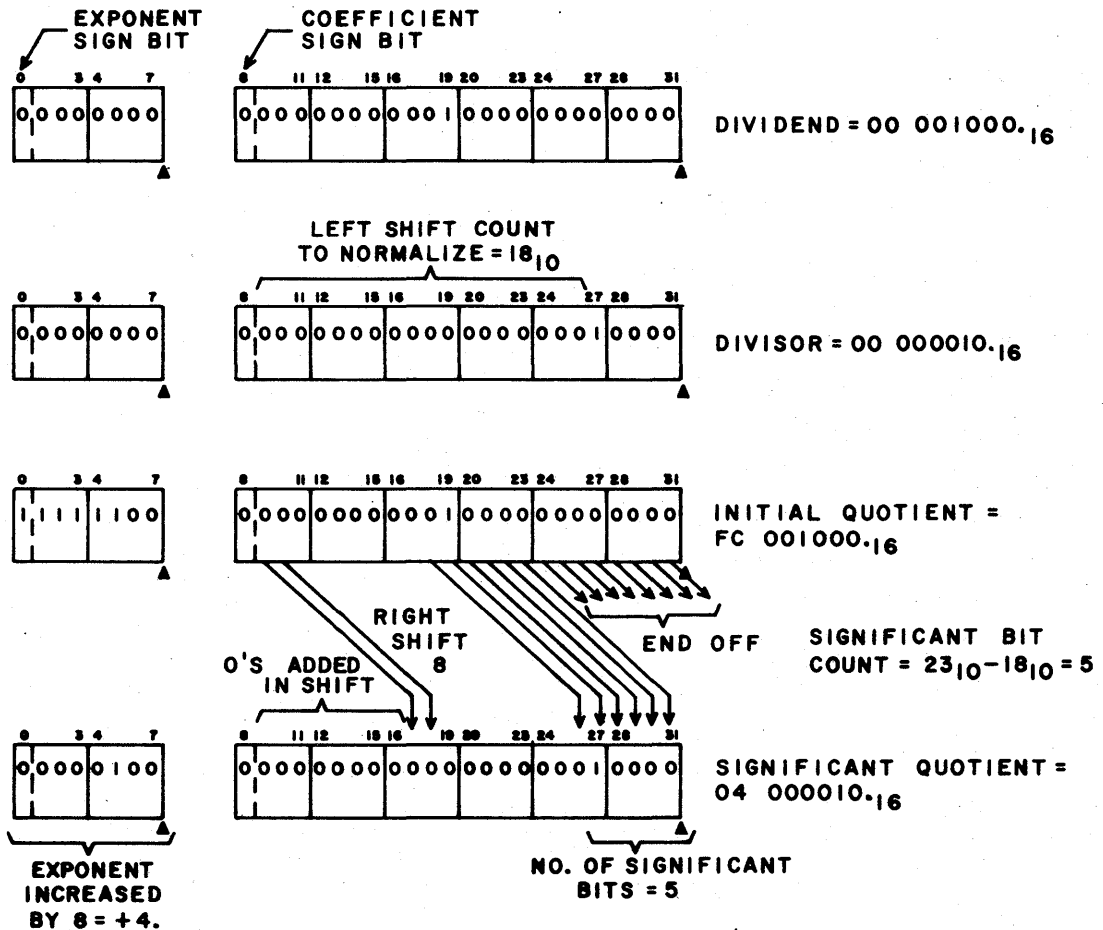 EXPONENT SIGN BIT
COEFFICIENT SIGN BIT
0 3 4 7 8 11 12 15 16 19 20 23 24 27 28 31
0 0 0 0 0 0 0 0 0 0 0 0 0 0 0 0 0 0 0 1 0 0 0 0 0 0 0 0 0 0 0 0
DIVIDEND = 00 001000.16
LEFT SHIFT COUNT
TO NORMALIZE = 1810
0 3 4 7 8 11 12 15 16 19 20 23 24 27 28 31
0 0 0 0 0 0 0 0 0 0 0 0 0 0 0 0 0 0 0 0 0 0 0 0 0 0 0 1 0 0 0 0
DIVISOR = 00 000010.16
0 3 4 7 8 11 12 15 16 19 20 23 24 27 28 31
1 1 1 1 1 1 0 0 0 0 0 0 0 0 0 0 0 0 0 1 0 0 0 0 0 0 0 0 0 0 0 0
INITIAL QUOTIENT =
FC 001000.16
RIGHT
SHIFT
8
END OFF
SIGNIFICANT BIT
COUNT = 2310-1810 = 5
0'S ADDED
IN SHIFT
0 3 4 7 8 11 12 15 16 19 20 23 24 27 28 31
0 0 0 0 0 1 0 0 0 0 0 0 0 0 0 0 0 0 0 0 0 0 0 0 0 0 0 1 0 0 0 0
SIGNIFICANT QUOTIENT =
04 000010.16
EXPONENT
INCREASED
BY 8 = +4.
NO. OF SIGNIFICANT
BITS = 5